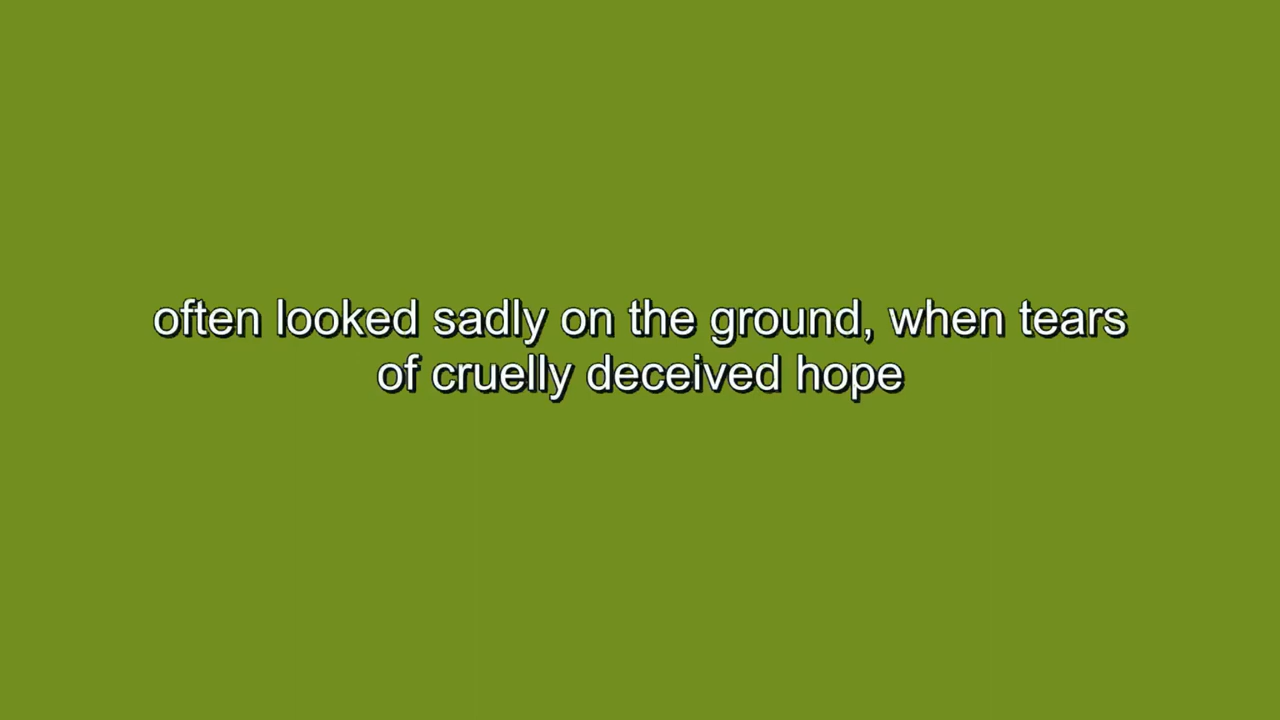 often looked sadly on the ground, when tears
of cruelly deceived hope